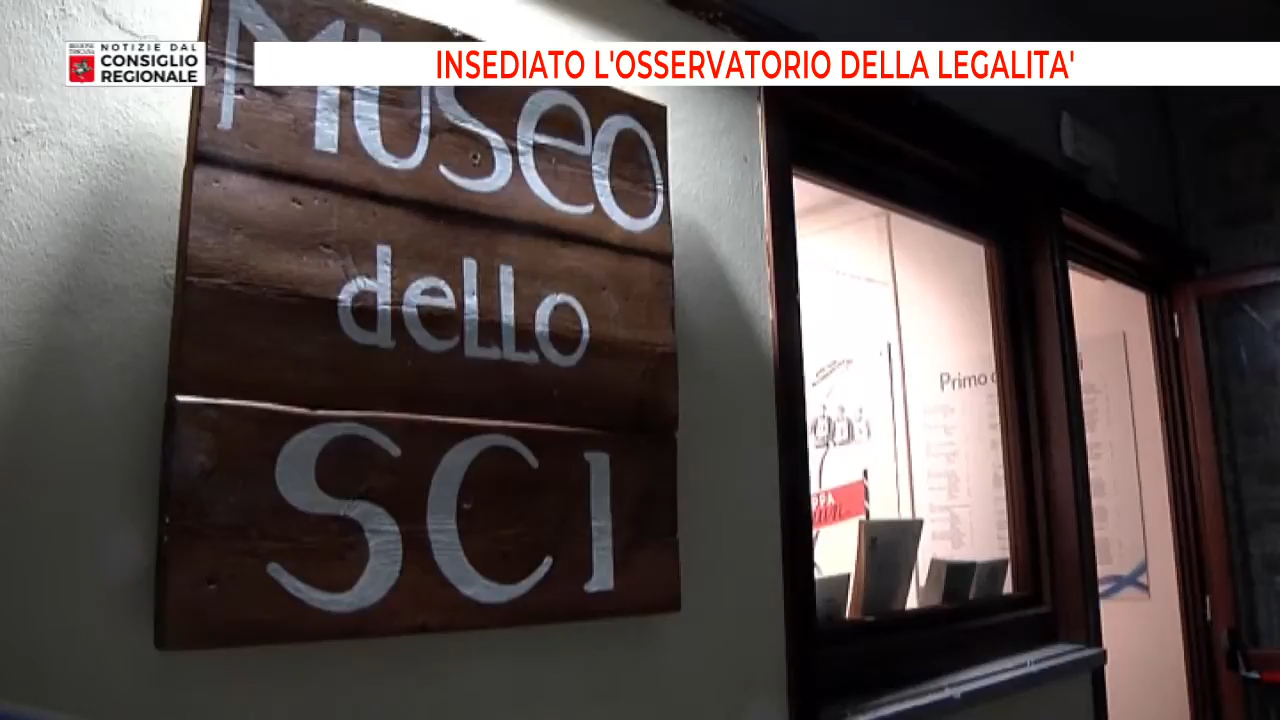 NOTIZIE DAL
CONSIGLIO
REGIONALE
INSEDIATO L'OSSERVATORIO DELLA LEGALITA'
MUSEO
deLLo
SCI
Primo